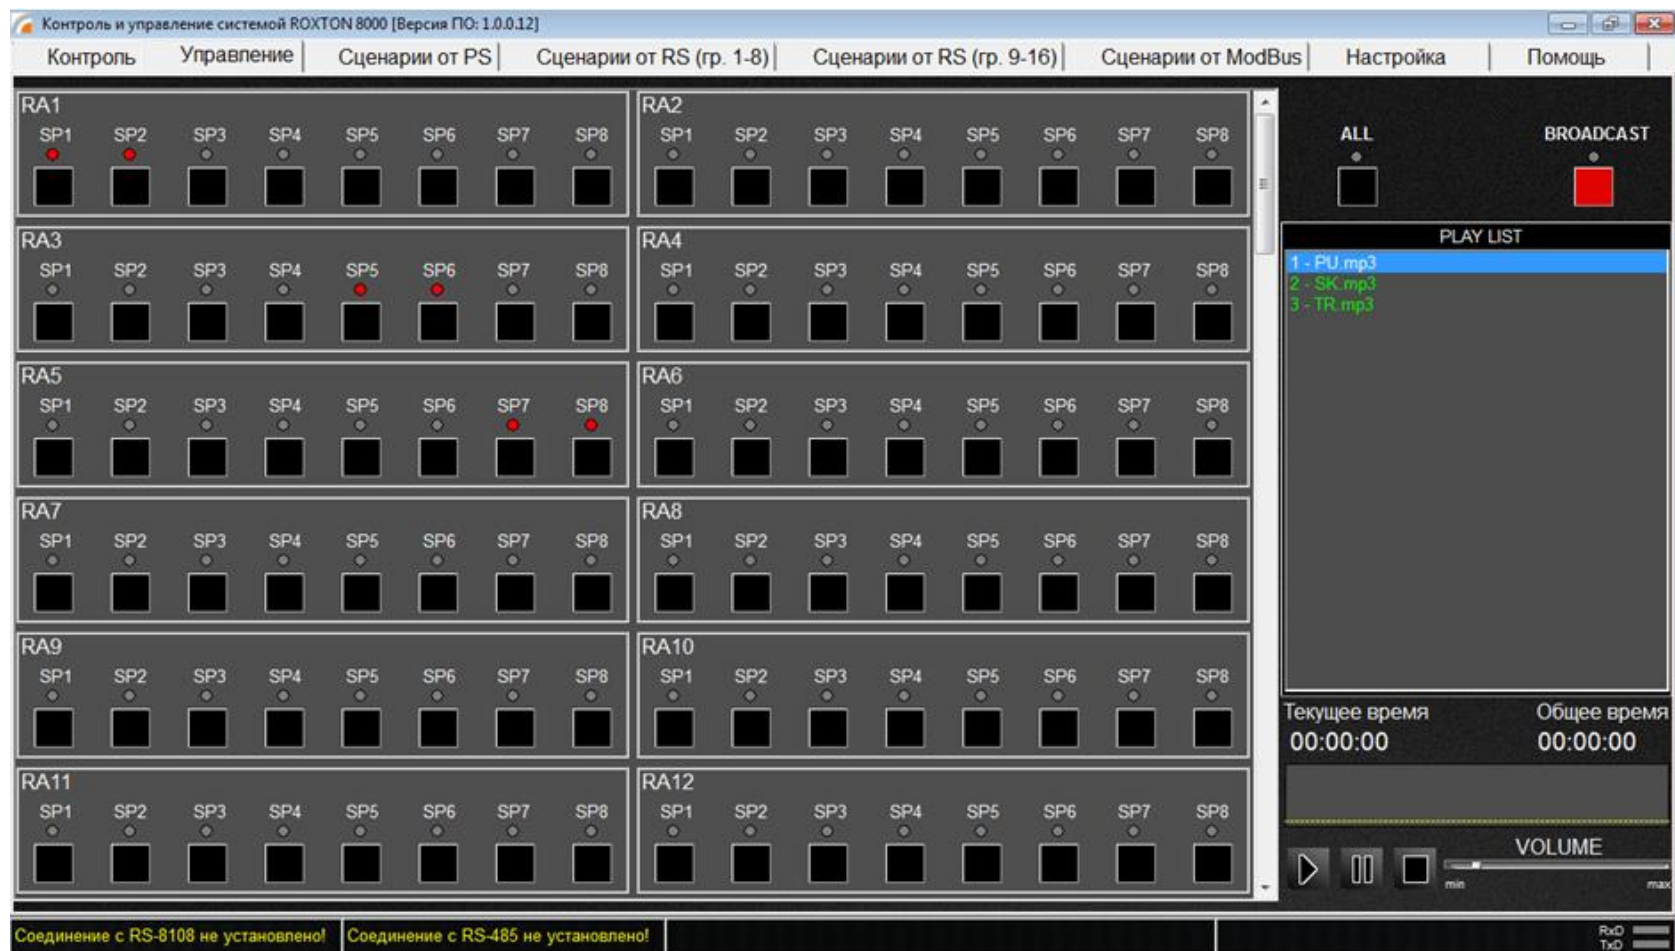 Контроль и управление системой ROXTON 8000 [Версия ПО: 1.0.0.12]
Контроль Управление Сценарии от PS Сценарии от RS (гр. 1-8) Сценарии от RS (гр. 9-16) Сценарии от ModBus Настройка Помощь
RA1
SP1 SP2 SP3 SP4 SP5 SP6 SP7 SP8
RA2
SP1 SP2 SP3 SP4 SP5 SP6 SP7 SP8
RA3
SP1 SP2 SP3 SP4 SP5 SP6 SP7 SP8
RA4
SP1 SP2 SP3 SP4 SP5 SP6 SP7 SP8
RA5
SP1 SP2 SP3 SP4 SP5 SP6 SP7 SP8
RA6
SP1 SP2 SP3 SP4 SP5 SP6 SP7 SP8
RA7
SP1 SP2 SP3 SP4 SP5 SP6 SP7 SP8
RA8
SP1 SP2 SP3 SP4 SP5 SP6 SP7 SP8
RA9
SP1 SP2 SP3 SP4 SP5 SP6 SP7 SP8
RA10
SP1 SP2 SP3 SP4 SP5 SP6 SP7 SP8
RA11
SP1 SP2 SP3 SP4 SP5 SP6 SP7 SP8
RA12
SP1 SP2 SP3 SP4 SP5 SP6 SP7 SP8
ALL BROADCAST
PLAY LIST
1 - PU.mp3
2 - SK.mp3
3 - TR.mp3
Текущее время Общее время
00:00:00 00:00:00
VOLUME
min max
Соединение с RS-8108 не установлено! Соединение с RS-485 не установлено!
RxD
TxD